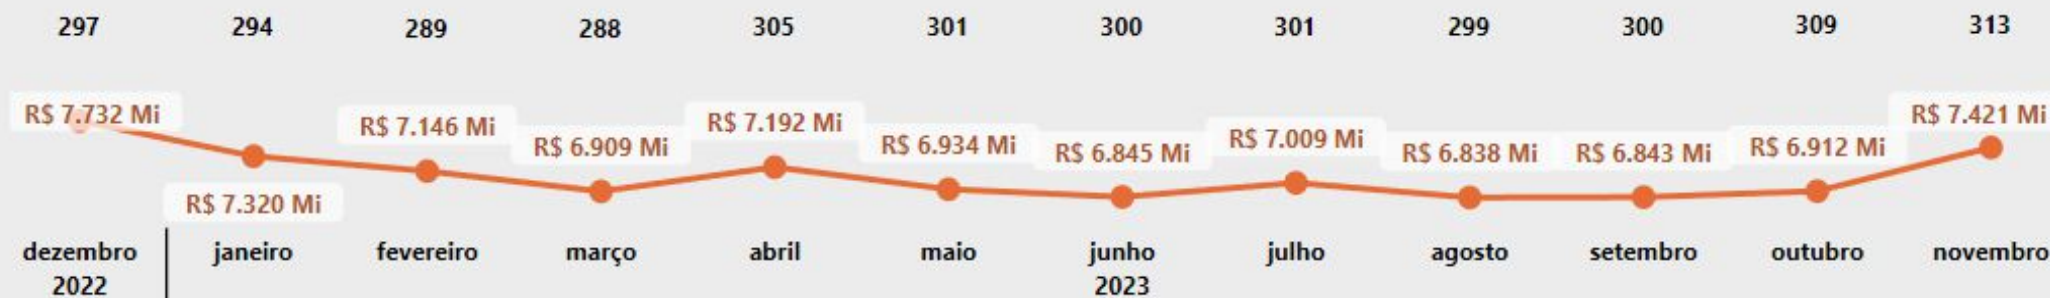 297 294 289 288 305 301 300 301 299 300 309 313
R$ 7.732 Mi R$ 7.320 Mi R$ 7.146 Mi R$ 6.909 Mi R$ 7.192 Mi R$ 6.934 Mi R$ 6.845 Mi R$ 7.009 Mi R$ 6.838 Mi R$ 6.843 Mi R$ 6.912 Mi R$ 7.421 Mi
dezembro janeiro fevereiro março abril maio junho julho agosto setembro outubro novembro
2022 2023